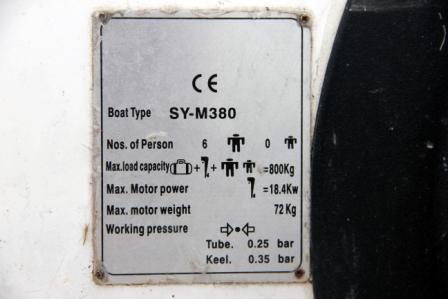 CE
Boat Type SY-M380
Nos. of Person 6 0
Max.load capacity + + =800Kg
Max. Motor power =18.4Kw
Max. motor weight 72 Kg
Working pressure
Tube. 0.25 bar
Keel. 0.35 bar